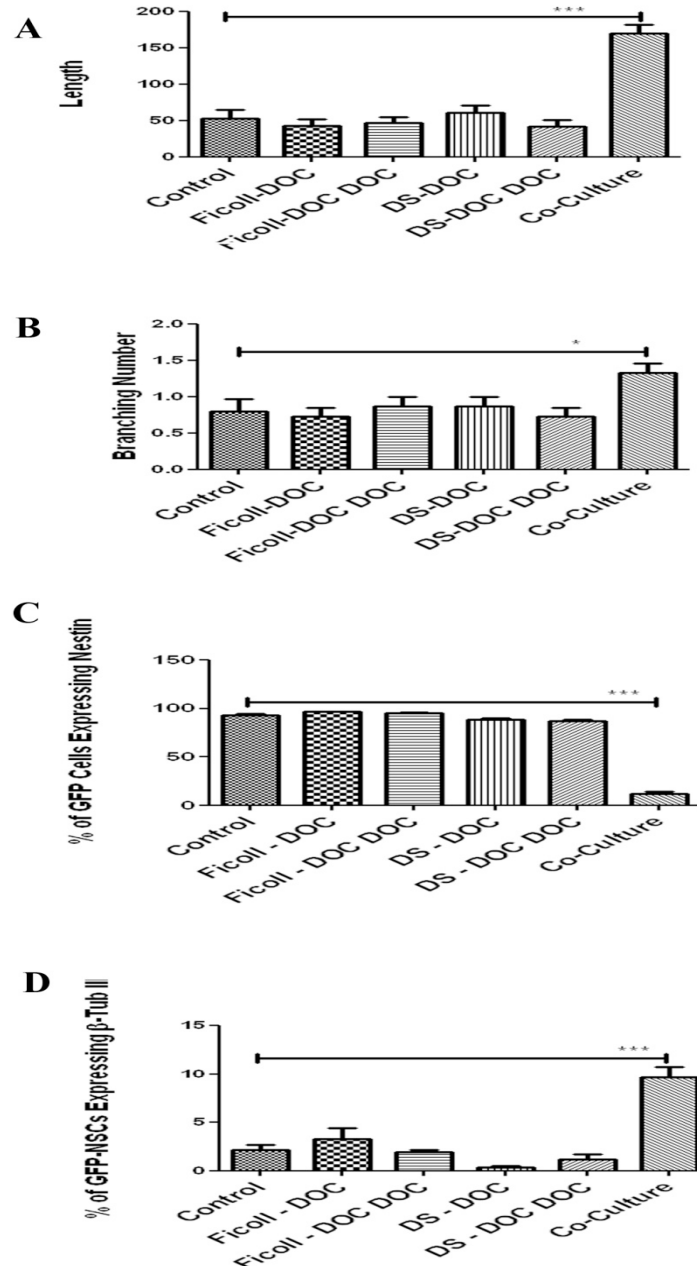 A
Length
200
150
100
50
0
***
Control
Ficoll-DOC
Ficoll-DOC DOC
DS-DOC
DS-DOC DOC
Co-Culture
B
Branching Number
2.0
1.5
1.0
0.5
0.0
*
Control
Ficoll-DOC
Ficoll-DOC DOC
DS-DOC
DS-DOC DOC
Co-Culture
C
% of GFP Cells Expressing Nestin
150
100
50
0
***
Control
Ficoll - DOC
Ficoll - DOC DOC
DS - DOC
DS - DOC DOC
Co-Culture
D
% of GFP-NSCs Expressing β-Tub III
15
10
5
0
***
Control
Ficoll - DOC
Ficoll - DOC DOC
DS - DOC
DS - DOC DOC
Co-Culture